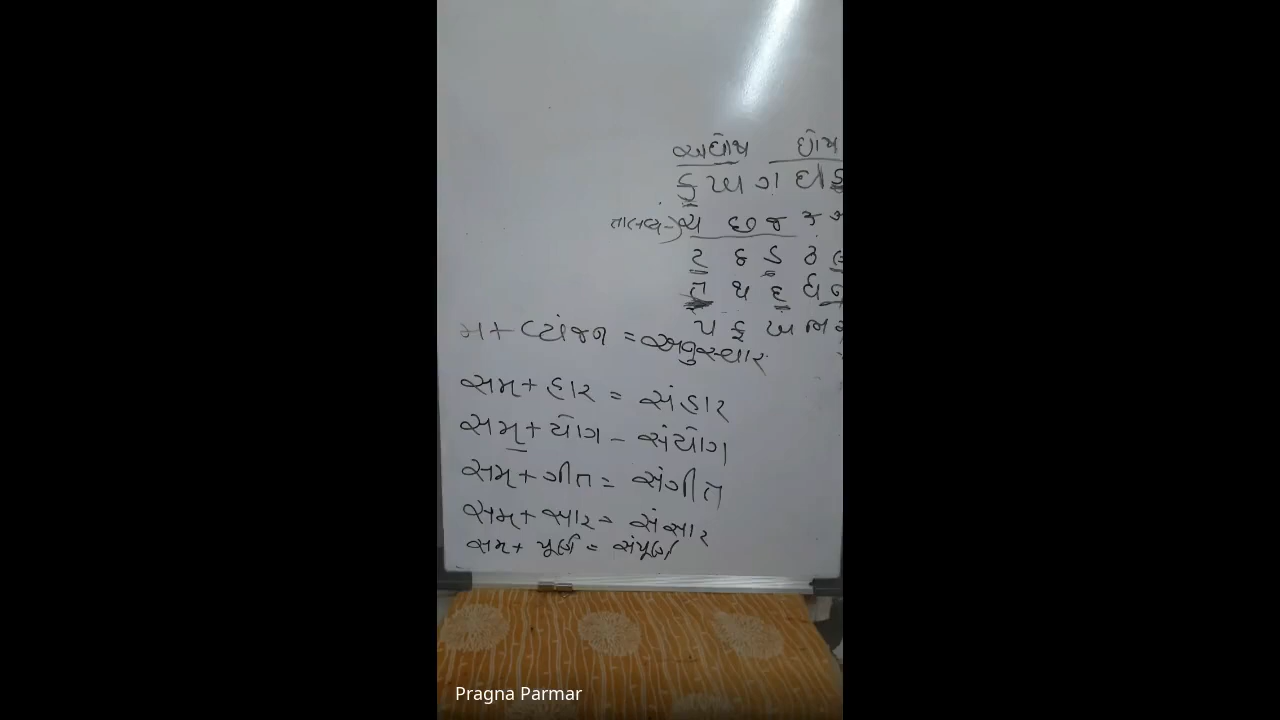 અઘોષ ઘોષ
ક ખ ગ ઘ ઙ
તાલવ્ય → ચ છ જ ઝ
ટ ઠ ડ ઢ
ત થ દ ધ ન
પ ફ બ ભ
મ + વ્યંજન = અનુસ્વાર
સમ્ + હાર = સંહાર
સમ્ + યોગ - સંયોગ
સમ્ + ગીત = સંગીત
સમ્ + સાર = સંસાર
સમ + પૂર્ણ = સંપૂર્ણ
Pragna Parmar